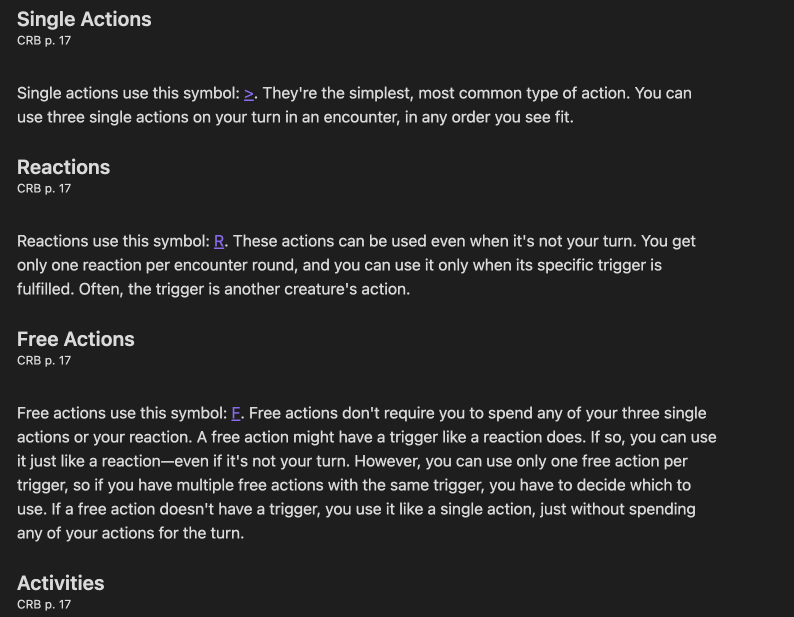 Single Actions
CRB p. 17
Single actions use this symbol: >. They're the simplest, most common type of action. You can
use three single actions on your turn in an encounter, in any order you see fit.
Reactions
CRB p. 17
Reactions use this symbol: R. These actions can be used even when it's not your turn. You get
only one reaction per encounter round, and you can use it only when its specific trigger is
fulfilled. Often, the trigger is another creature's action.
Free Actions
CRB p. 17
Free actions use this symbol: F. Free actions don't require you to spend any of your three single
actions or your reaction. A free action might have a trigger like a reaction does. If so, you can use
it just like a reaction—even if it's not your turn. However, you can use only one free action per
trigger, so if you have multiple free actions with the same trigger, you have to decide which to
use. If a free action doesn't have a trigger, you use it like a single action, just without spending
any of your actions for the turn.
Activities
CRB p. 17